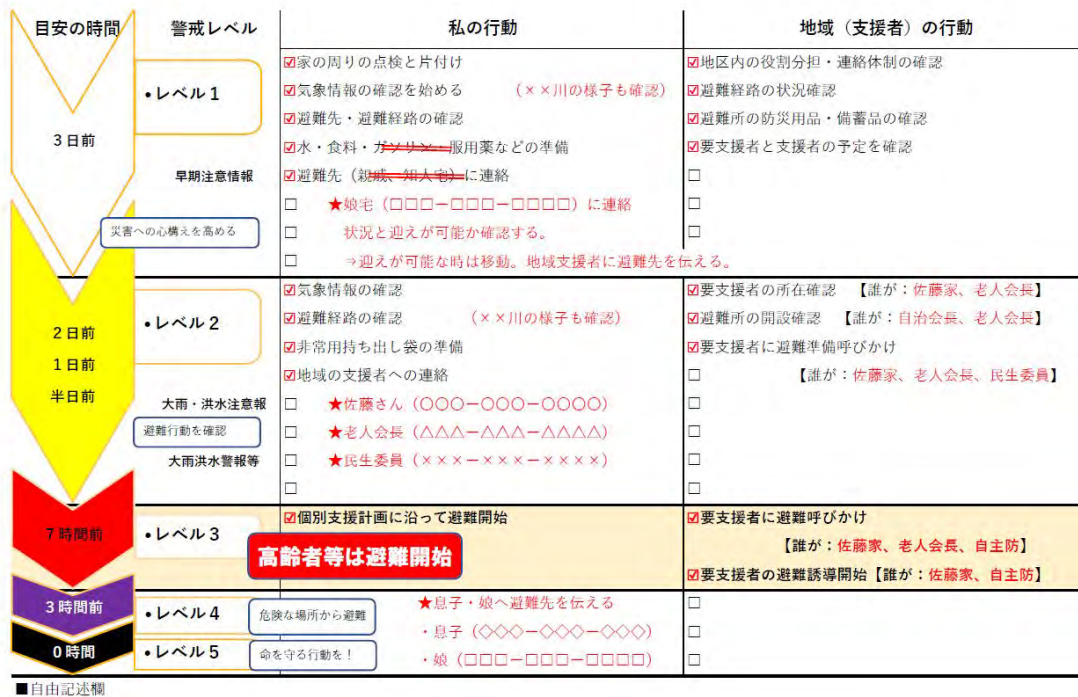 目安の時間 警戒レベル 私の行動 地域（支援者）の行動
3日前
•レベル1
早期注意情報
災害への心構えを高める
☑家の周りの点検と片付け
☑気象情報の確認を始める （××川の様子も確認）
☑避難先・避難経路の確認
☑水・食料・ガソリン・服用薬などの準備
☑避難先（親戚、知人宅）に連絡
□ ★娘宅（□□□－□□□－□□□□）に連絡
□ 状況と迎えが可能か確認する。
□ ⇒迎えが可能な時は移動。地域支援者に避難先を伝える。
☑地区内の役割分担・連絡体制の確認
☑避難経路の状況確認
☑避難所の防災用品・備蓄品の確認
☑要支援者と支援者の予定を確認
□
□
□
2日前
1日前
半日前
•レベル2
大雨・洪水注意報
避難行動を確認
大雨洪水警報等
☑気象情報の確認
☑避難経路の確認 （××川の様子も確認）
☑非常用持ち出し袋の準備
☑地域の支援者への連絡
□ ★佐藤さん（〇〇〇－〇〇〇－〇〇〇〇）
□ ★老人会長（△△△－△△△－△△△△）
□ ★民生委員（×××－×××－××××）
□
☑要支援者の所在確認 【誰が：佐藤家、老人会長】
☑避難所の開設確認 【誰が：自治会長、老人会長】
☑要支援者に避難準備呼びかけ
□ 【誰が：佐藤家、老人会長、民生委員】
□
□
□
□
7時間前
•レベル3
☑個別支援計画に沿って避難開始
高齢者等は避難開始
☑要支援者に避難呼びかけ
【誰が：佐藤家、老人会長、自主防】
☑要支援者の避難誘導開始【誰が：佐藤家、自主防】
3時間前
•レベル4
危険な場所から避難
0時間
•レベル5
命を守る行動を！
★息子・娘へ避難先を伝える
・息子（◇◇◇－◇◇◇－◇◇◇）
・娘（□□□－□□□－□□□□）
□
□
□
■自由記述欄